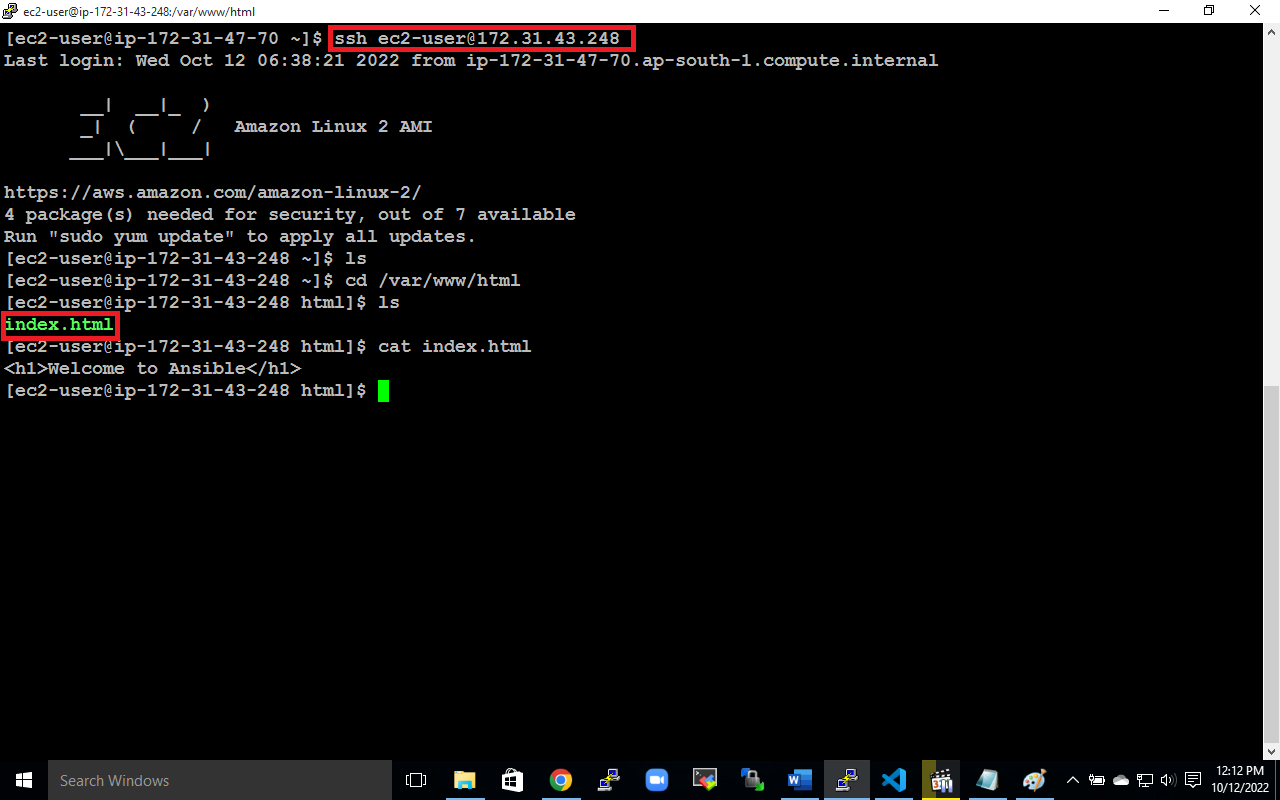 ec2-user@ip-172-31-43-248:/var/www/html
[ec2-user@ip-172-31-47-70 ~]$ ssh ec2-user@172.31.43.248
Last login: Wed Oct 12 06:38:21 2022 from ip-172-31-47-70.ap-south-1.compute.internal
       __|  __|_  )
       _|  (     /   Amazon Linux 2 AMI
      ___|\___|___|
https://aws.amazon.com/amazon-linux-2/
4 package(s) needed for security, out of 7 available
Run "sudo yum update" to apply all updates.
[ec2-user@ip-172-31-43-248 ~]$ ls
[ec2-user@ip-172-31-43-248 ~]$ cd /var/www/html
[ec2-user@ip-172-31-43-248 html]$ ls
index.html
[ec2-user@ip-172-31-43-248 html]$ cat index.html
<h1>Welcome to Ansible</h1>
[ec2-user@ip-172-31-43-248 html]$
Search Windows
12:12 PM
10/12/2022